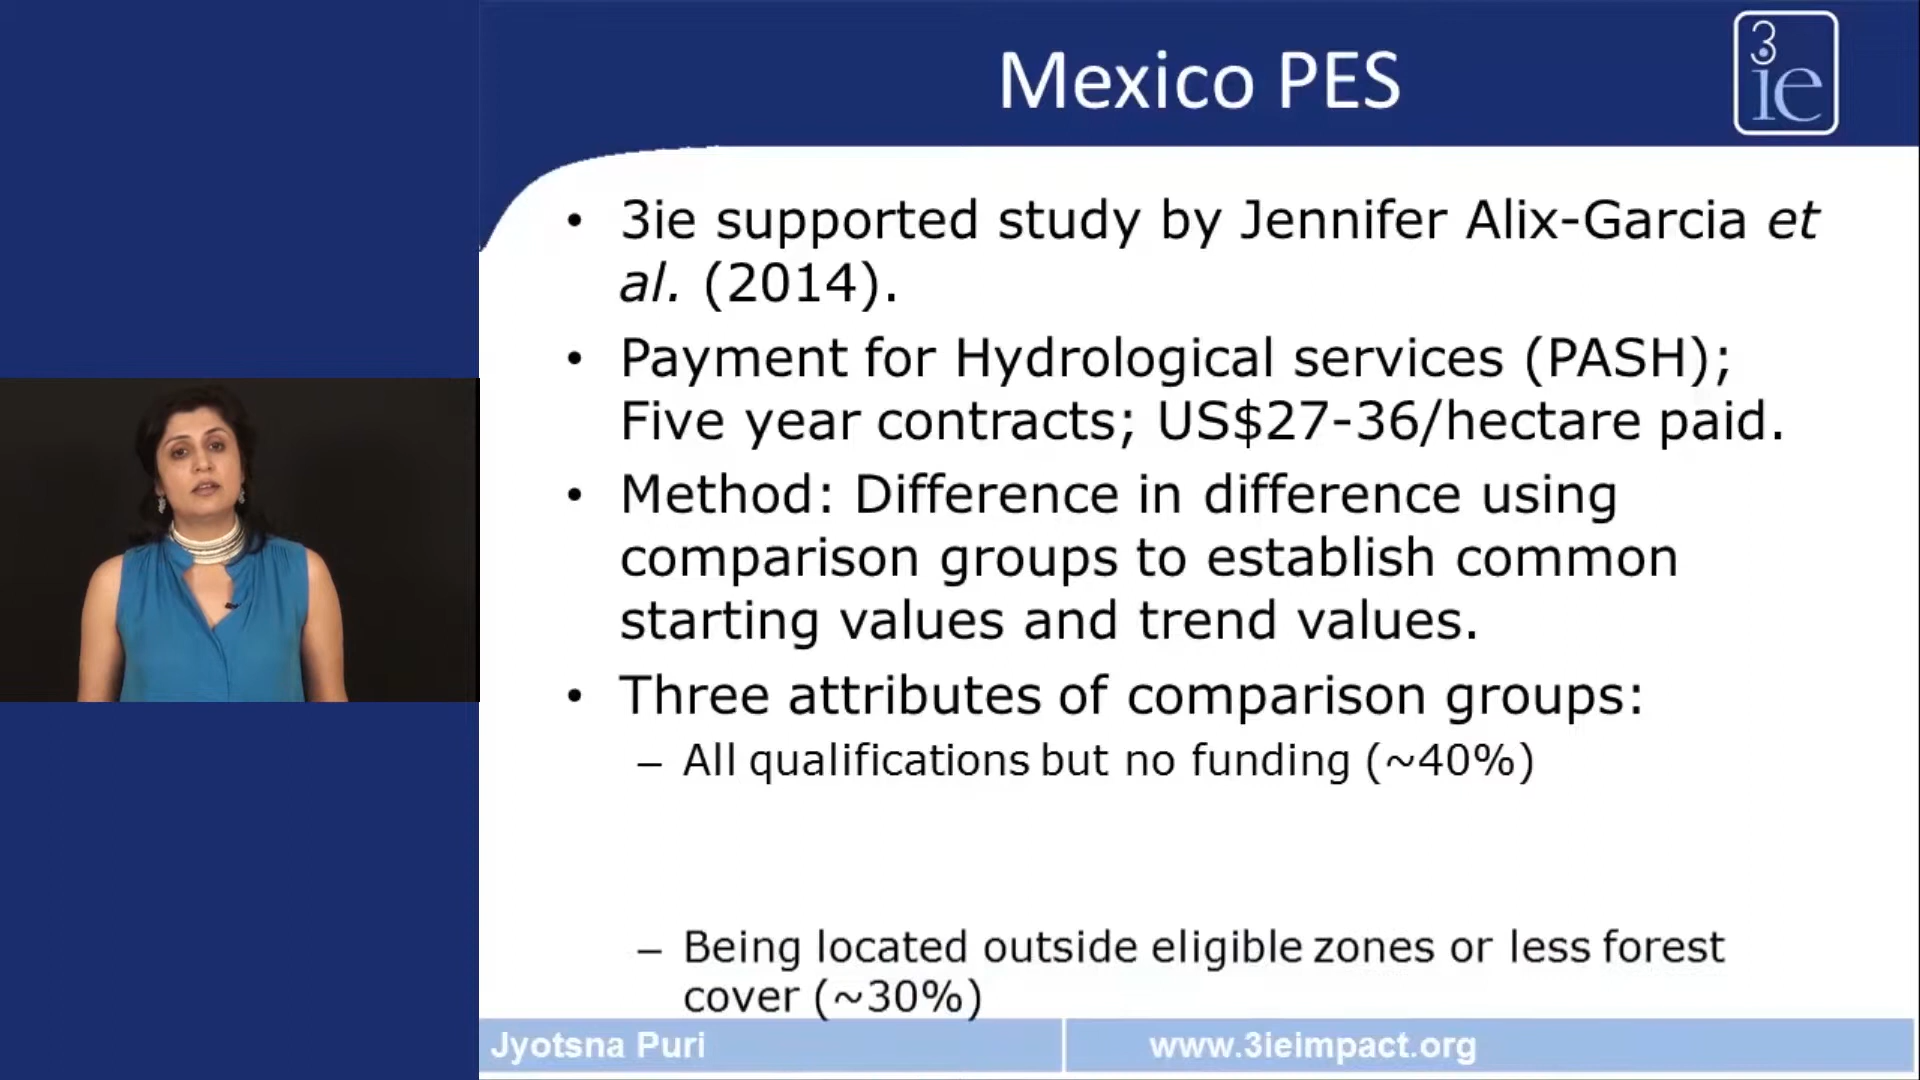 Mexico PES
3ie
• 3ie supported study by Jennifer Alix-Garcia et
al. (2014).
• Payment for Hydrological services (PASH);
Five year contracts; US$27-36/hectare paid.
• Method: Difference in difference using
comparison groups to establish common
starting values and trend values.
• Three attributes of comparison groups:
– All qualifications but no funding (~40%)
– Being located outside eligible zones or less forest
cover (~30%)
Jyotsna Puri
www.3ieimpact.org